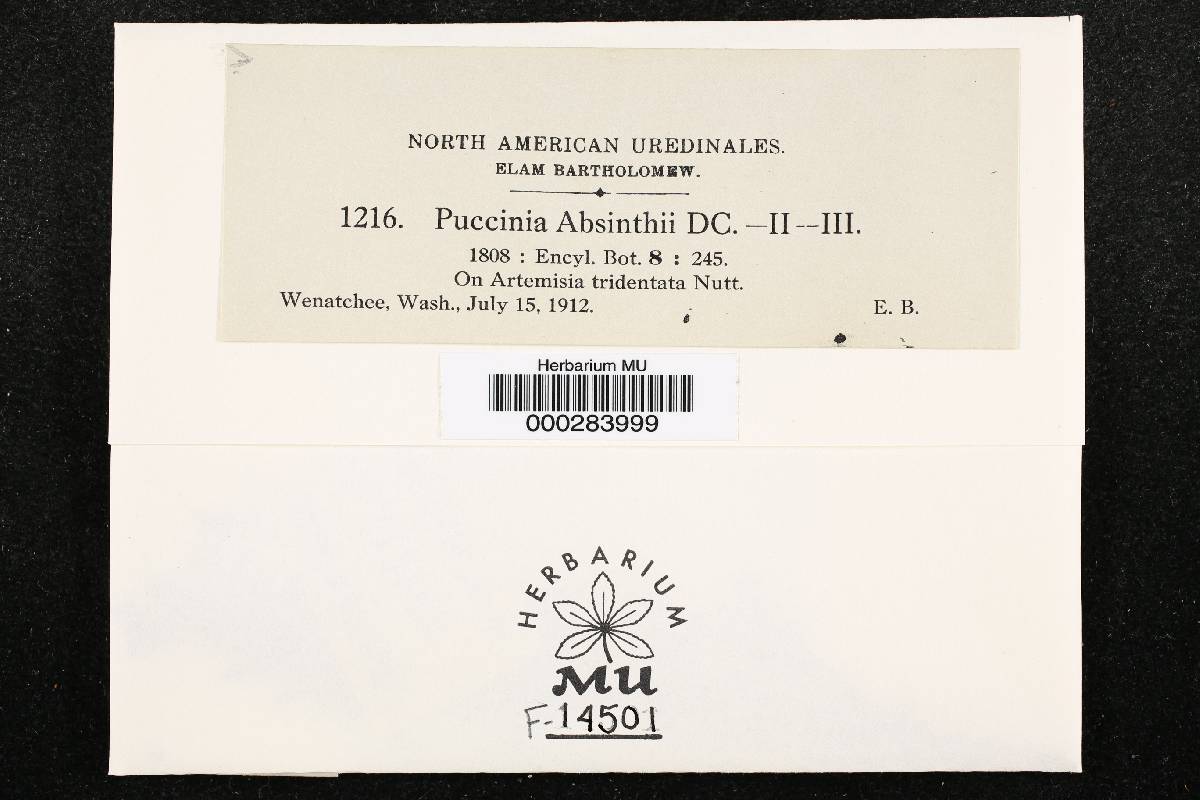 NORTH AMERICAN UREDINALES.
ELAM BARTHOLOMEW.
1216. Puccinia Absinthii DC. —II--III.
1808 : Encyl. Bot. 8 : 245.
On Artemisia tridentata Nutt.
Wenatchee, Wash., July 15, 1912. E. B.
Herbarium MU
000283999
HERBARIUM
MU
F-14501